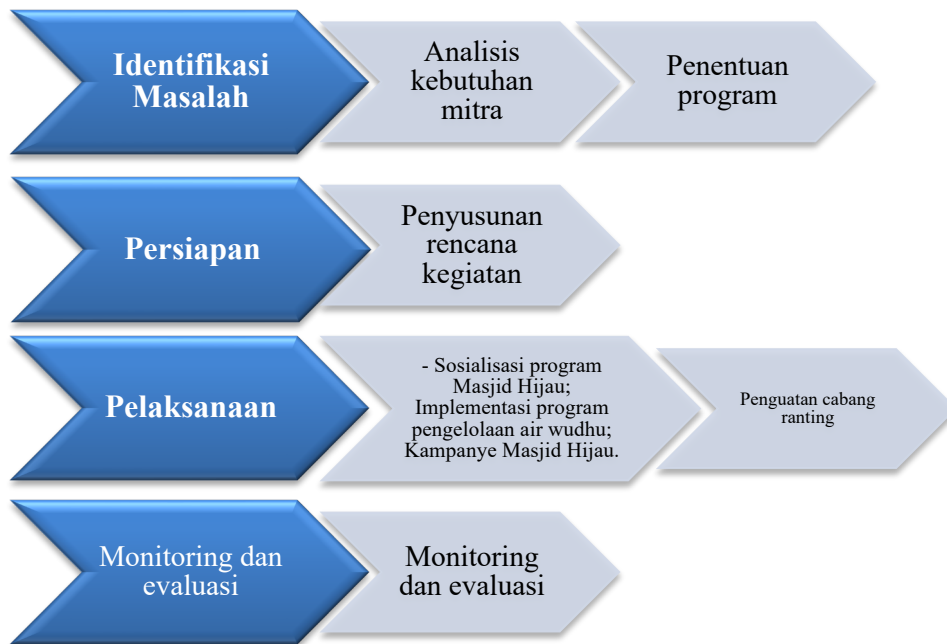 Identifikasi
Masalah
Analisis
kebutuhan
mitra
Penentuan
program
Persiapan
Penyusunan
rencana
kegiatan
Pelaksanaan
- Sosialisasi program
Masjid Hijau;
Implementasi program
pengelolaan air wudhu;
Kampanye Masjid Hijau.
Penguatan cabang
ranting
Monitoring dan
evaluasi
Monitoring
dan evaluasi